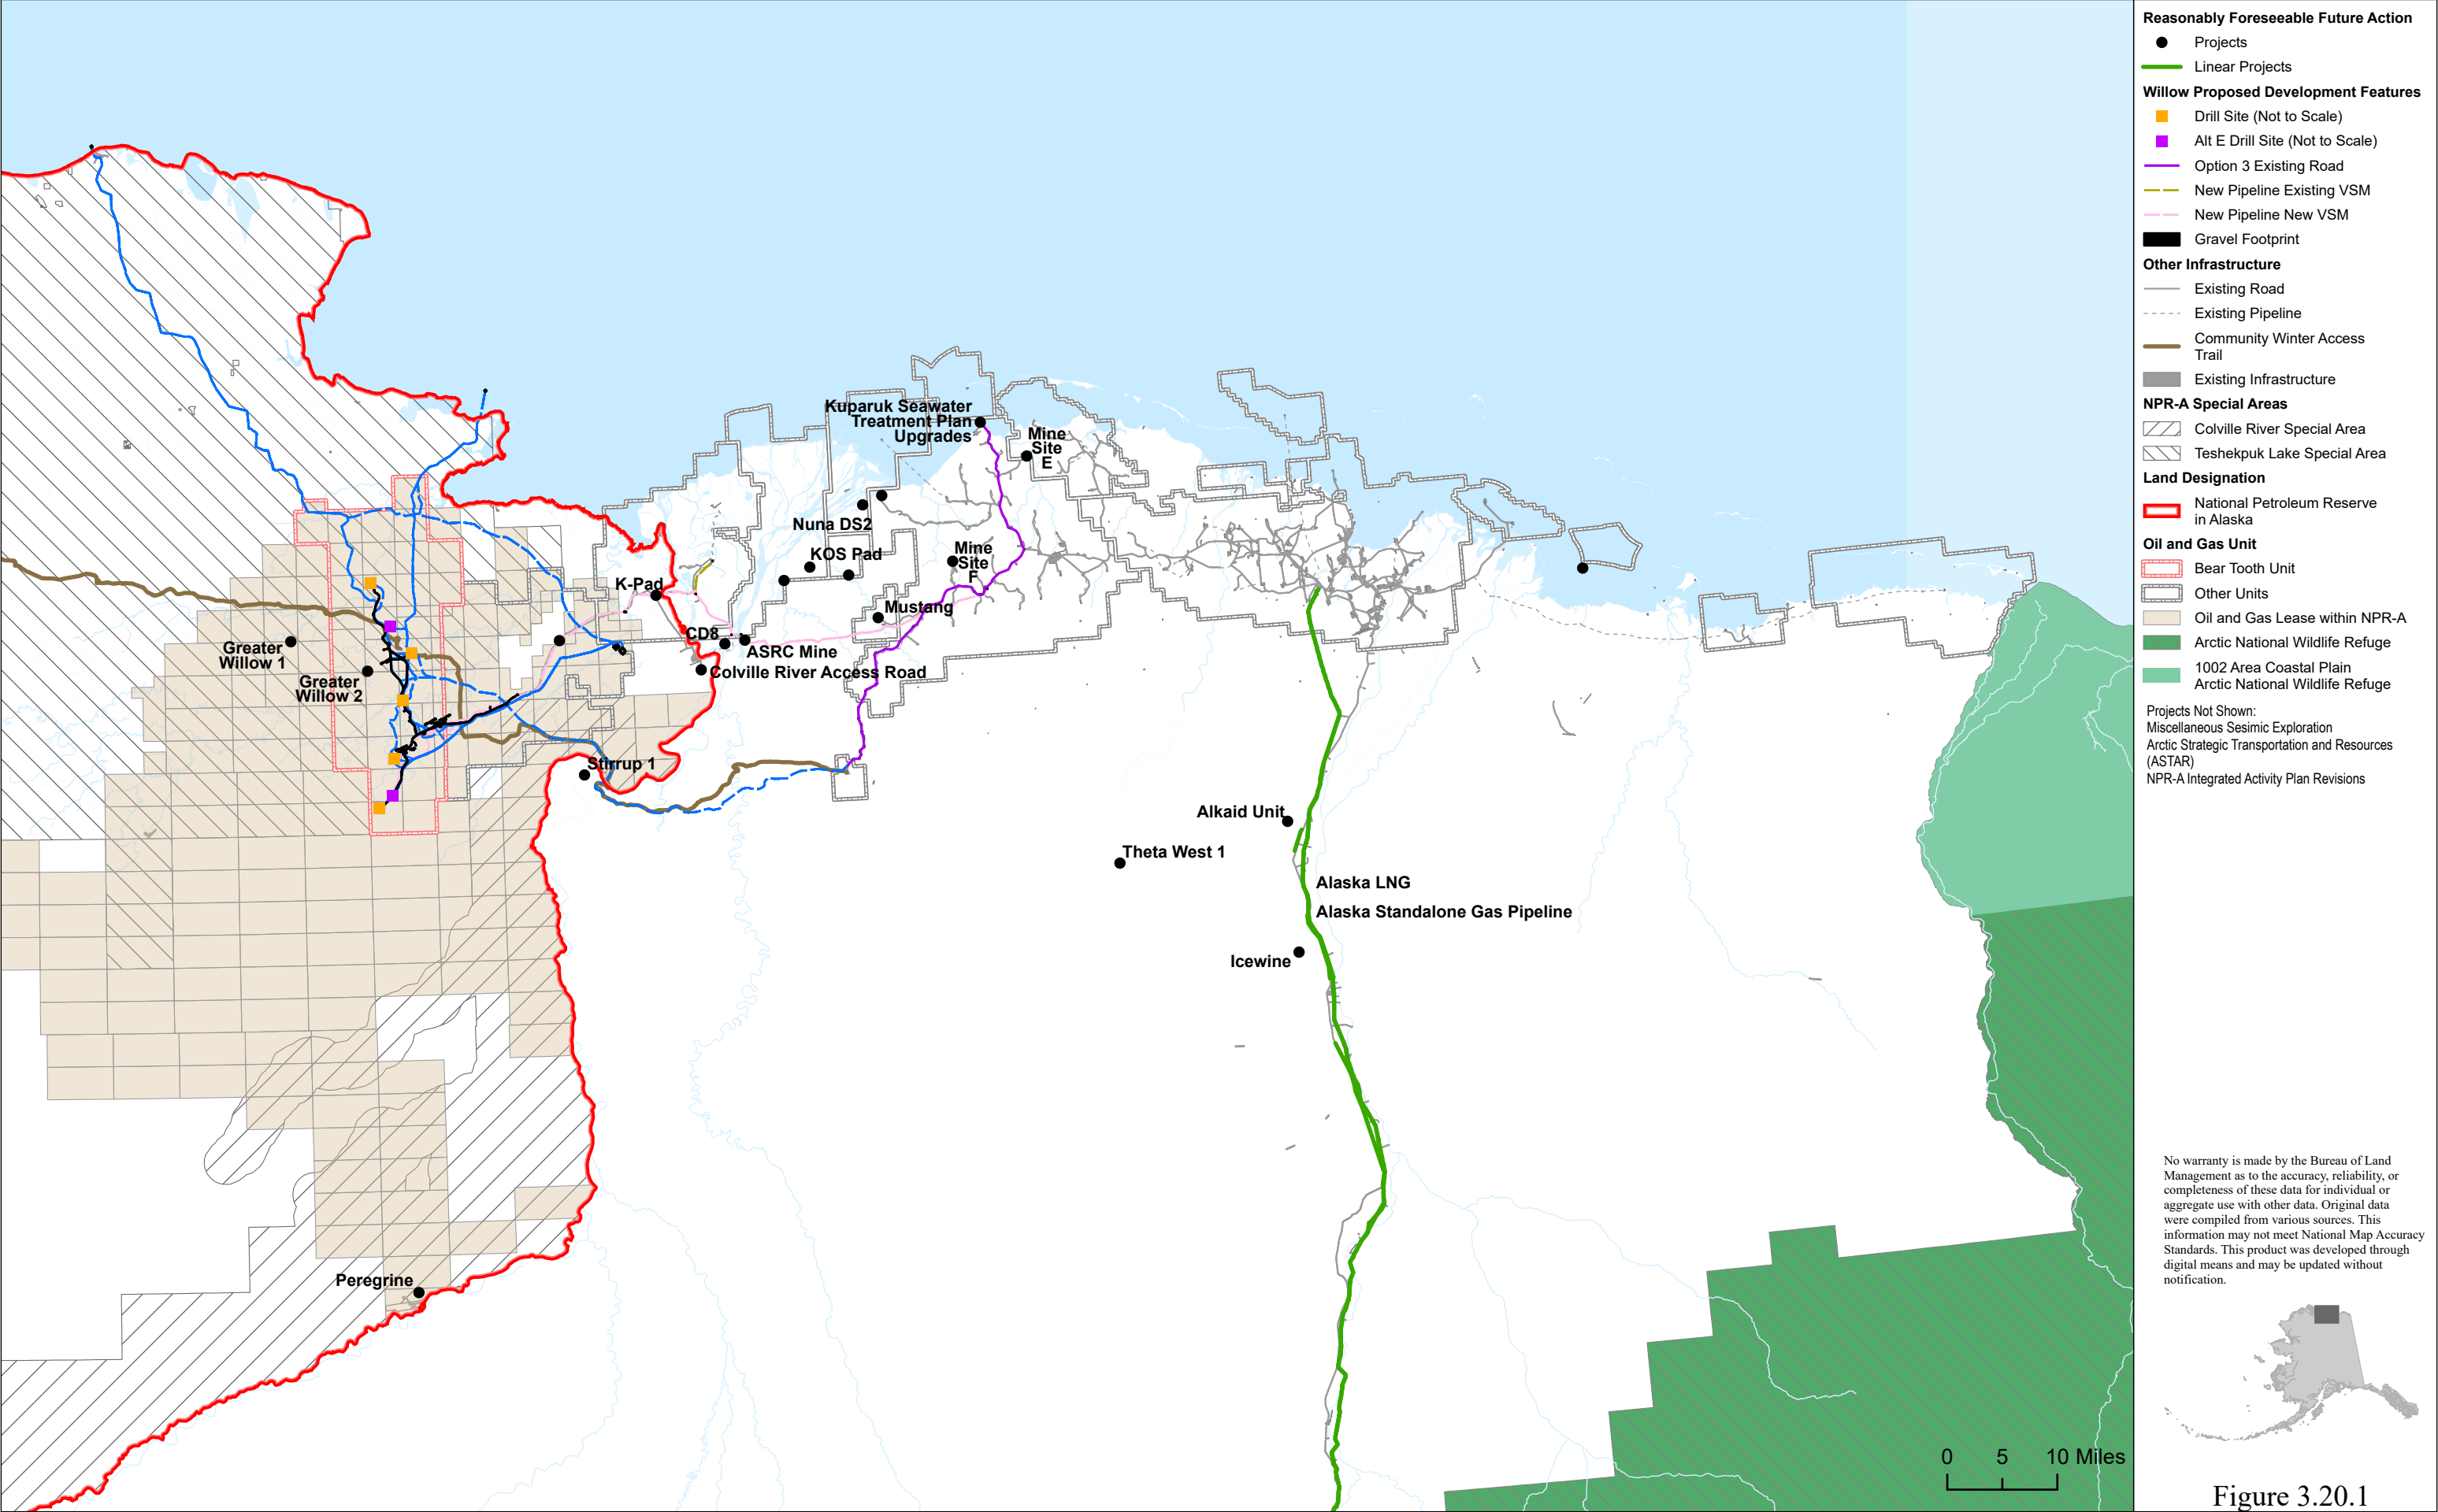 Kuparuk Seawater
Treatment Plan
Upgrades
Mine
Site
E
Nuna DS2
KOS Pad
Mine
Site
F
K-Pad
Mustang
CD8
ASRC Mine
Colville River Access Road
Greater
Willow 1
Greater
Willow 2
Stirrup 1
Alkaid Unit
Theta West 1
Alaska LNG
Alaska Standalone Gas Pipeline
Icewine
Peregrine
0 5 10 Miles
Reasonably Foreseeable Future Action
Projects
Linear Projects
Willow Proposed Development Features
Drill Site (Not to Scale)
Alt E Drill Site (Not to Scale)
Option 3 Existing Road
New Pipeline Existing VSM
New Pipeline New VSM
Gravel Footprint
Other Infrastructure
Existing Road
Existing Pipeline
Community Winter Access
Trail
Existing Infrastructure
NPR-A Special Areas
Colville River Special Area
Teshekpuk Lake Special Area
Land Designation
National Petroleum Reserve
in Alaska
Oil and Gas Unit
Bear Tooth Unit
Other Units
Oil and Gas Lease within NPR-A
Arctic National Wildlife Refuge
1002 Area Coastal Plain
Arctic National Wildlife Refuge
Projects Not Shown:
Miscellaneous Sesimic Exploration
Arctic Strategic Transportation and Resources
(ASTAR)
NPR-A Integrated Activity Plan Revisions
No warranty is made by the Bureau of Land
Management as to the accuracy, reliability, or
completeness of these data for individual or
aggregate use with other data. Original data
were compiled from various sources. This
information may not meet National Map Accuracy
Standards. This product was developed through
digital means and may be updated without
notification.
Figure 3.20.1